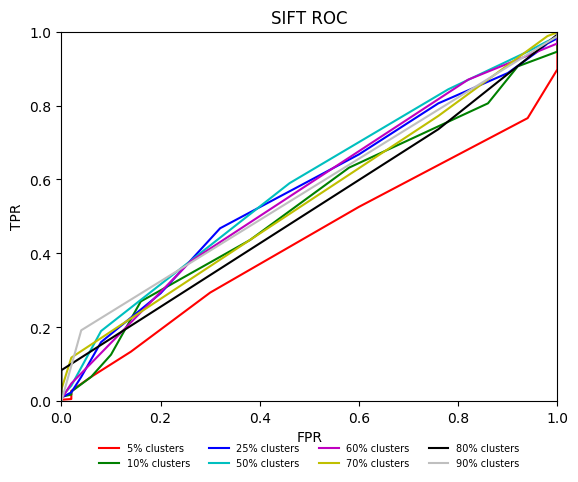 SIFT ROC
TPR
1.0
0.8
0.6
0.4
0.2
0.0
0.0 0.2 0.4 0.6 0.8 1.0
FPR
5% clusters 25% clusters 60% clusters 80% clusters
10% clusters 50% clusters 70% clusters 90% clusters